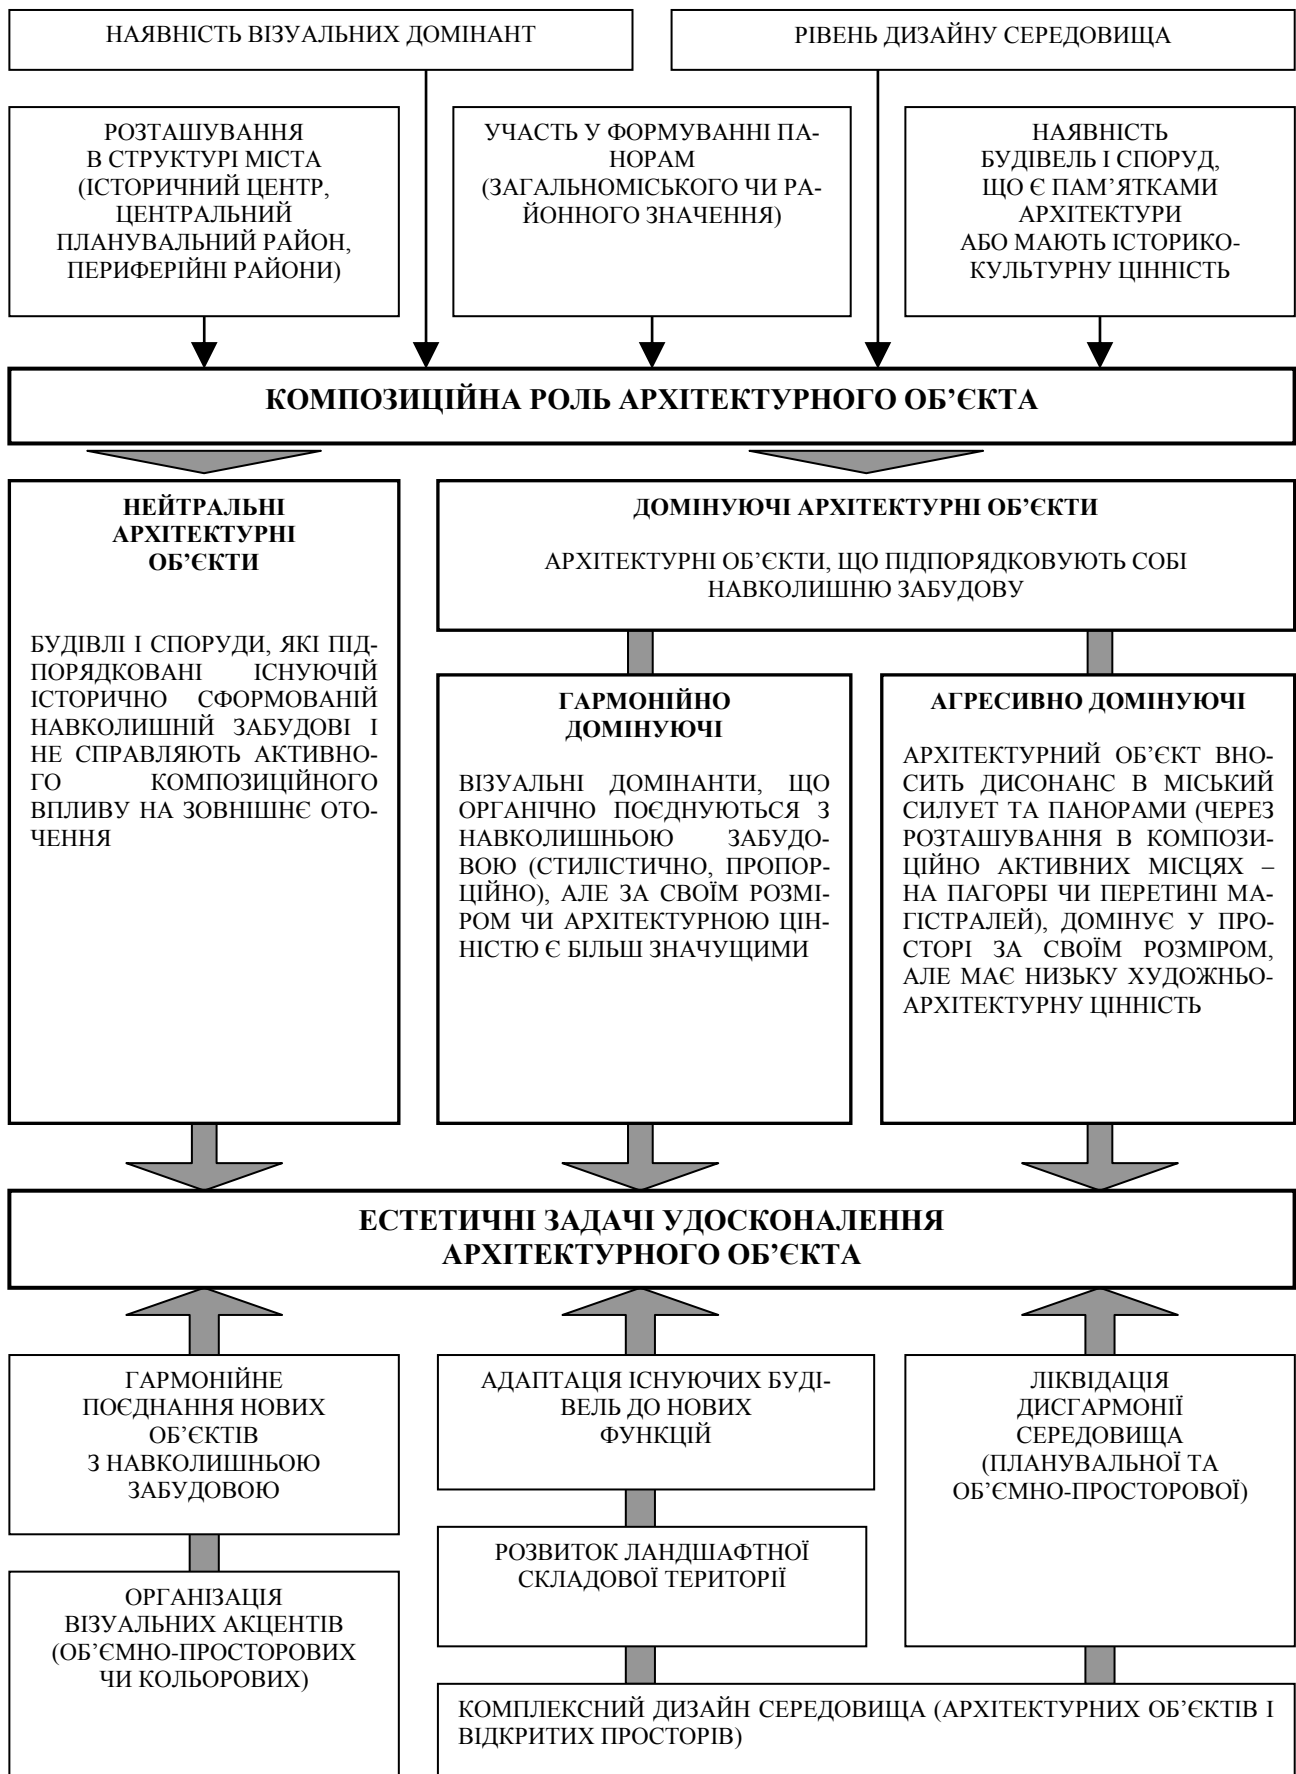 НАЯВНІСТЬ ВІЗУАЛЬНИХ ДОМІНАНТ
РІВЕНЬ ДИЗАЙНУ СЕРЕДОВИЩА
РОЗТАШУВАННЯ
В СТРУКТУРІ МІСТА
(ІСТОРИЧНИЙ ЦЕНТР,
ЦЕНТРАЛЬНИЙ
ПЛАНУВАЛЬНИЙ РАЙОН,
ПЕРИФЕРІЙНІ РАЙОНИ)
УЧАСТЬ У ФОРМУВАННІ ПА-
НОРАМ
(ЗАГАЛЬНОМІСЬКОГО ЧИ РА-
ЙОННОГО ЗНАЧЕННЯ)
НАЯВНІСТЬ
БУДІВЕЛЬ І СПОРУД,
ЩО Є ПАМ’ЯТКАМИ
АРХІТЕКТУРИ
АБО МАЮТЬ ІСТОРИКО-
КУЛЬТУРНУ ЦІННІСТЬ
КОМПОЗИЦІЙНА РОЛЬ АРХІТЕКТУРНОГО ОБ’ЄКТА
НЕЙТРАЛЬНІ
АРХІТЕКТУРНІ
ОБ’ЄКТИ
БУДІВЛІ І СПОРУДИ, ЯКІ ПІД-
ПОРЯДКОВАНІ ІСНУЮЧІЙ
ІСТОРИЧНО СФОРМОВАНІЙ
НАВКОЛИШНІЙ ЗАБУДОВІ І
НЕ СПРАВЛЯЮТЬ АКТИВНО-
ГО КОМПОЗИЦІЙНОГО
ВПЛИВУ НА ЗОВНІШНЄ ОТО-
ЧЕННЯ
ДОМІНУЮЧІ АРХІТЕКТУРНІ ОБ’ЄКТИ
АРХІТЕКТУРНІ ОБ’ЄКТИ, ЩО ПІДПОРЯДКОВУЮТЬ СОБІ
НАВКОЛИШНЮ ЗАБУДОВУ
ГАРМОНІЙНО
ДОМІНУЮЧІ
ВІЗУАЛЬНІ ДОМІНАНТИ, ЩО
ОРГАНІЧНО ПОЄДНУЮТЬСЯ З
НАВКОЛИШНЬОЮ ЗАБУДО-
ВОЮ (СТИЛІСТИЧНО, ПРОПОР-
ЦІЙНО), АЛЕ ЗА СВОЇМ РОЗМІ-
РОМ ЧИ АРХІТЕКТУРНОЮ ЦІН-
НІСТЮ Є БІЛЬШ ЗНАЧУЩИМИ
АГРЕСИВНО ДОМІНУЮЧІ
АРХІТЕКТУРНИЙ ОБ’ЄКТ ВНО-
СИТЬ ДИСОНАНС В МІСЬКИЙ
СИЛУЕТ ТА ПАНОРАМИ (ЧЕРЕЗ
РОЗТАШУВАННЯ В КОМПОЗИ-
ЦІЙНО АКТИВНИХ МІСЦЯХ –
НА ПАГОРБІ ЧИ ПЕРЕТИНІ МА-
ГІСТРАЛЕЙ), ДОМІНУЄ У ПРО-
СТОРІ ЗА СВОЇМ РОЗМІРОМ,
АЛЕ МАЄ НИЗЬКУ ХУДОЖНЬО-
АРХІТЕКТУРНУ ЦІННІСТЬ
ЕСТЕТИЧНІ ЗАДАЧІ УДОСКОНАЛЕННЯ
АРХІТЕКТУРНОГО ОБ’ЄКТА
ГАРМОНІЙНЕ
ПОЄДНАННЯ НОВИХ
ОБ’ЄКТІВ
З НАВКОЛИШНЬОЮ
ЗАБУДОВОЮ
АДАПТАЦІЯ ІСНУЮЧИХ БУДІ-
ВЕЛЬ ДО НОВИХ
ФУНКЦІЙ
ЛІКВІДАЦІЯ
ДИСГАРМОНІЇ
СЕРЕДОВИЩА
(ПЛАНУВАЛЬНОЇ ТА
ОБ’ЄМНО-ПРОСТОРОВОЇ)
РОЗВИТОК ЛАНДШАФТНОЇ
СКЛАДОВОЇ ТЕРИТОРІЇ
ОРГАНІЗАЦІЯ
ВІЗУАЛЬНИХ АКЦЕНТІВ
(ОБ’ЄМНО-ПРОСТОРОВИХ
ЧИ КОЛЬОРОВИХ)
КОМПЛЕКСНИЙ ДИЗАЙН СЕРЕДОВИЩА (АРХІТЕКТУРНИХ ОБ’ЄКТІВ І
ВІДКРИТИХ ПРОСТОРІВ)